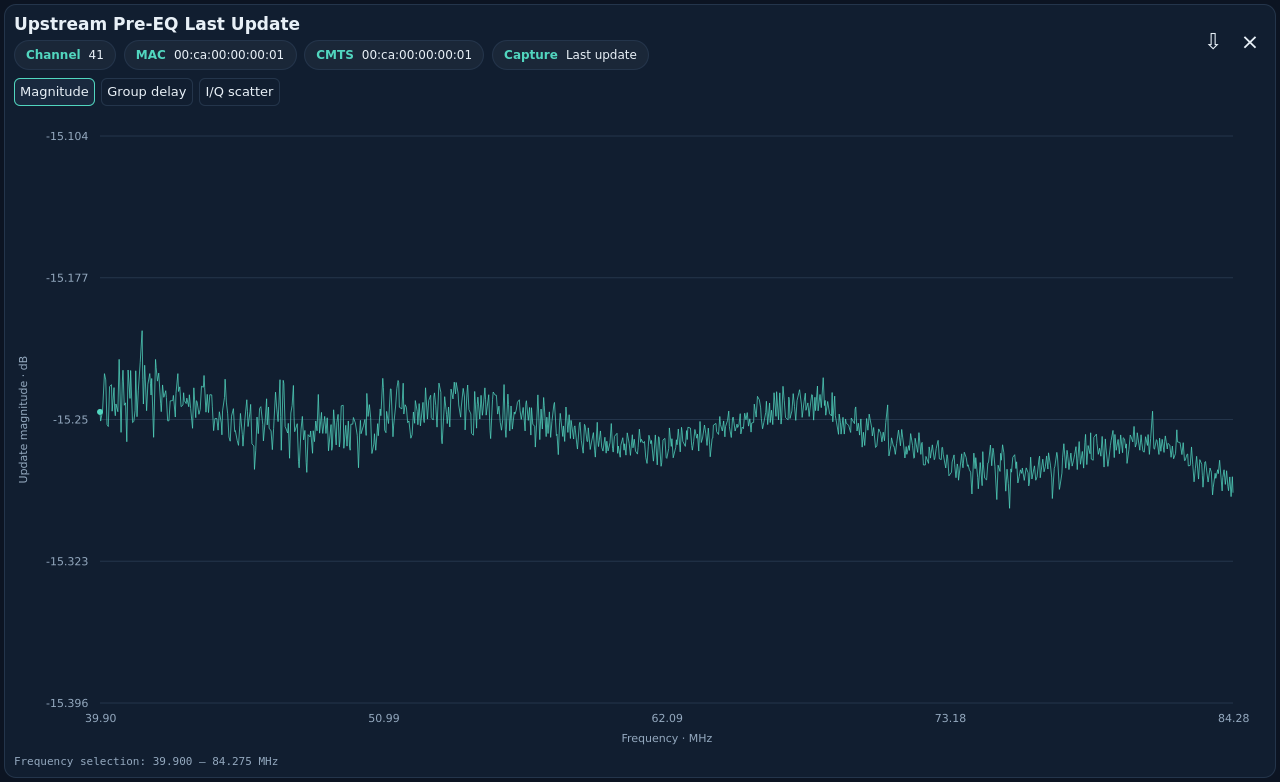 Upstream Pre-EQ Last Update
Channel 41 MAC 00:ca:00:00:00:01 CMTS 00:ca:00:00:00:01 Capture Last update
⇩ ×
Magnitude Group delay I/Q scatter
-15.104
-15.177
-15.25
-15.323
-15.396
Update magnitude · dB
39.90 50.99 62.09 73.18 84.28
Frequency · MHz
Frequency selection: 39.900 — 84.275 MHz